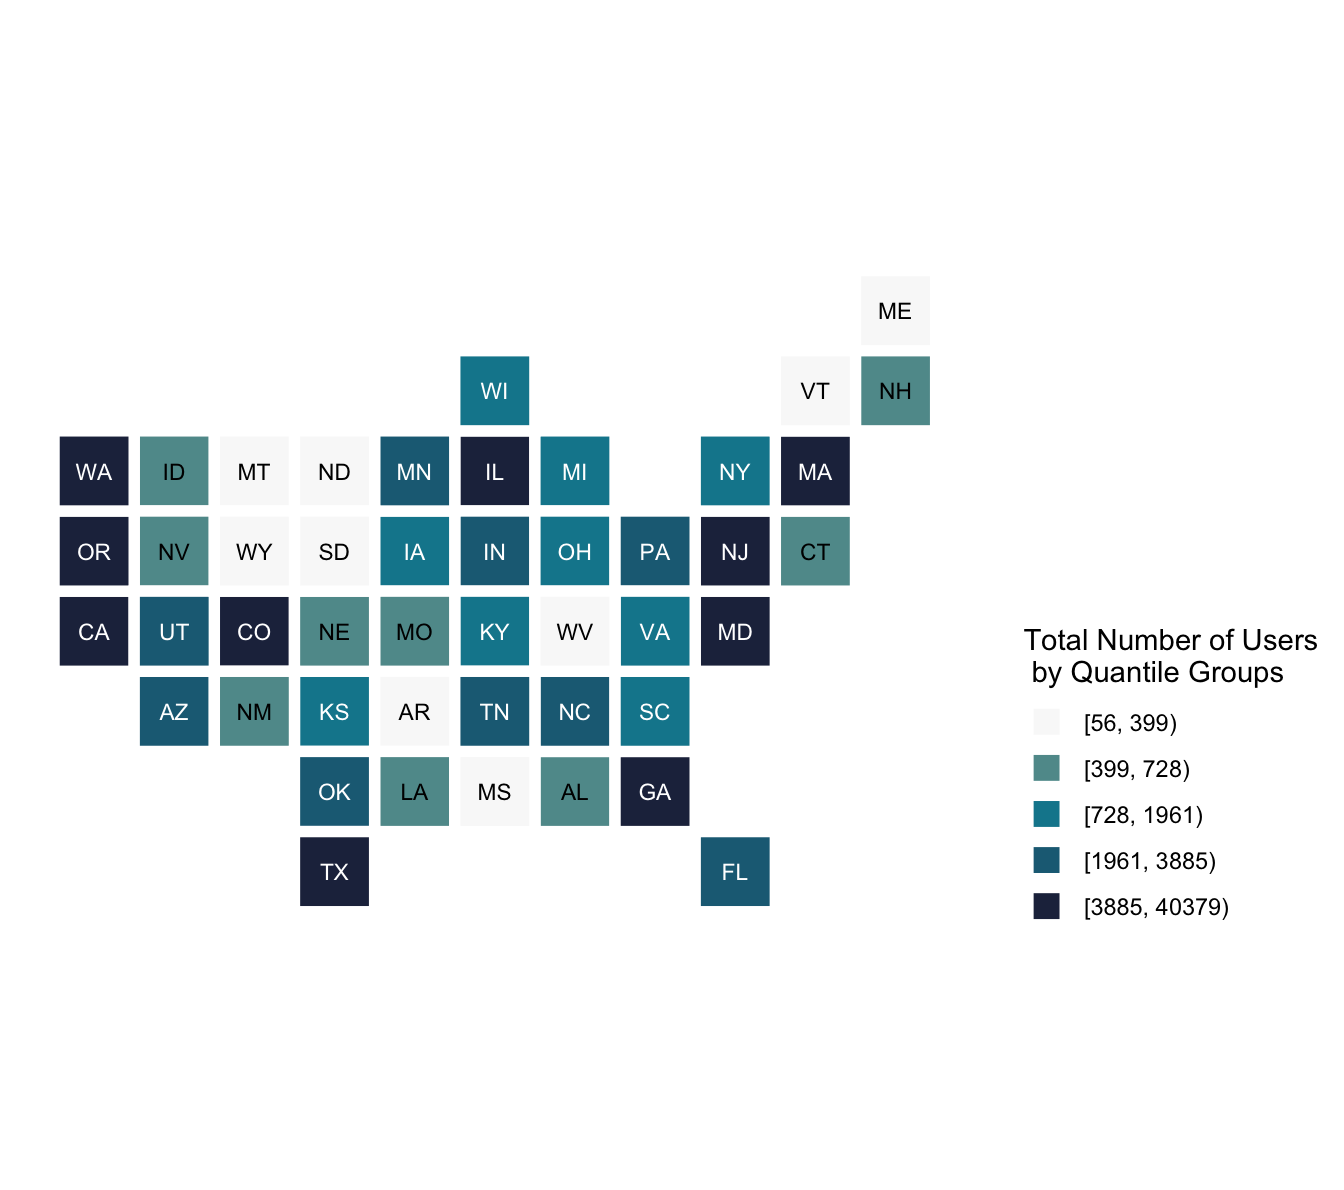 ME
WI VT NH
WA ID MT ND MN IL MI NY MA
OR NV WY SD IA IN OH PA NJ CT
CA UT CO NE MO KY WV VA MD
AZ NM KS AR TN NC SC
OK LA MS AL GA
TX FL
Total Number of Users
by Quantile Groups
[56, 399)
[399, 728)
[728, 1961)
[1961, 3885)
[3885, 40379)